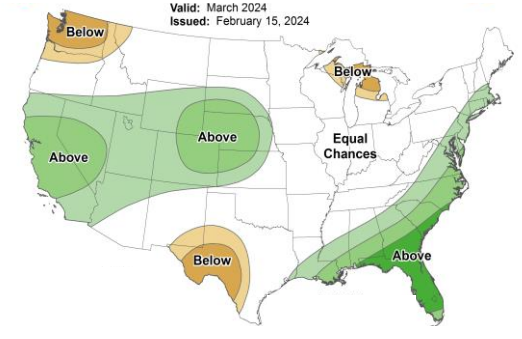 Valid: March 2024
Issued: February 15, 2024
Below
Below
Above
Equal
Chances
Above
Below
Above